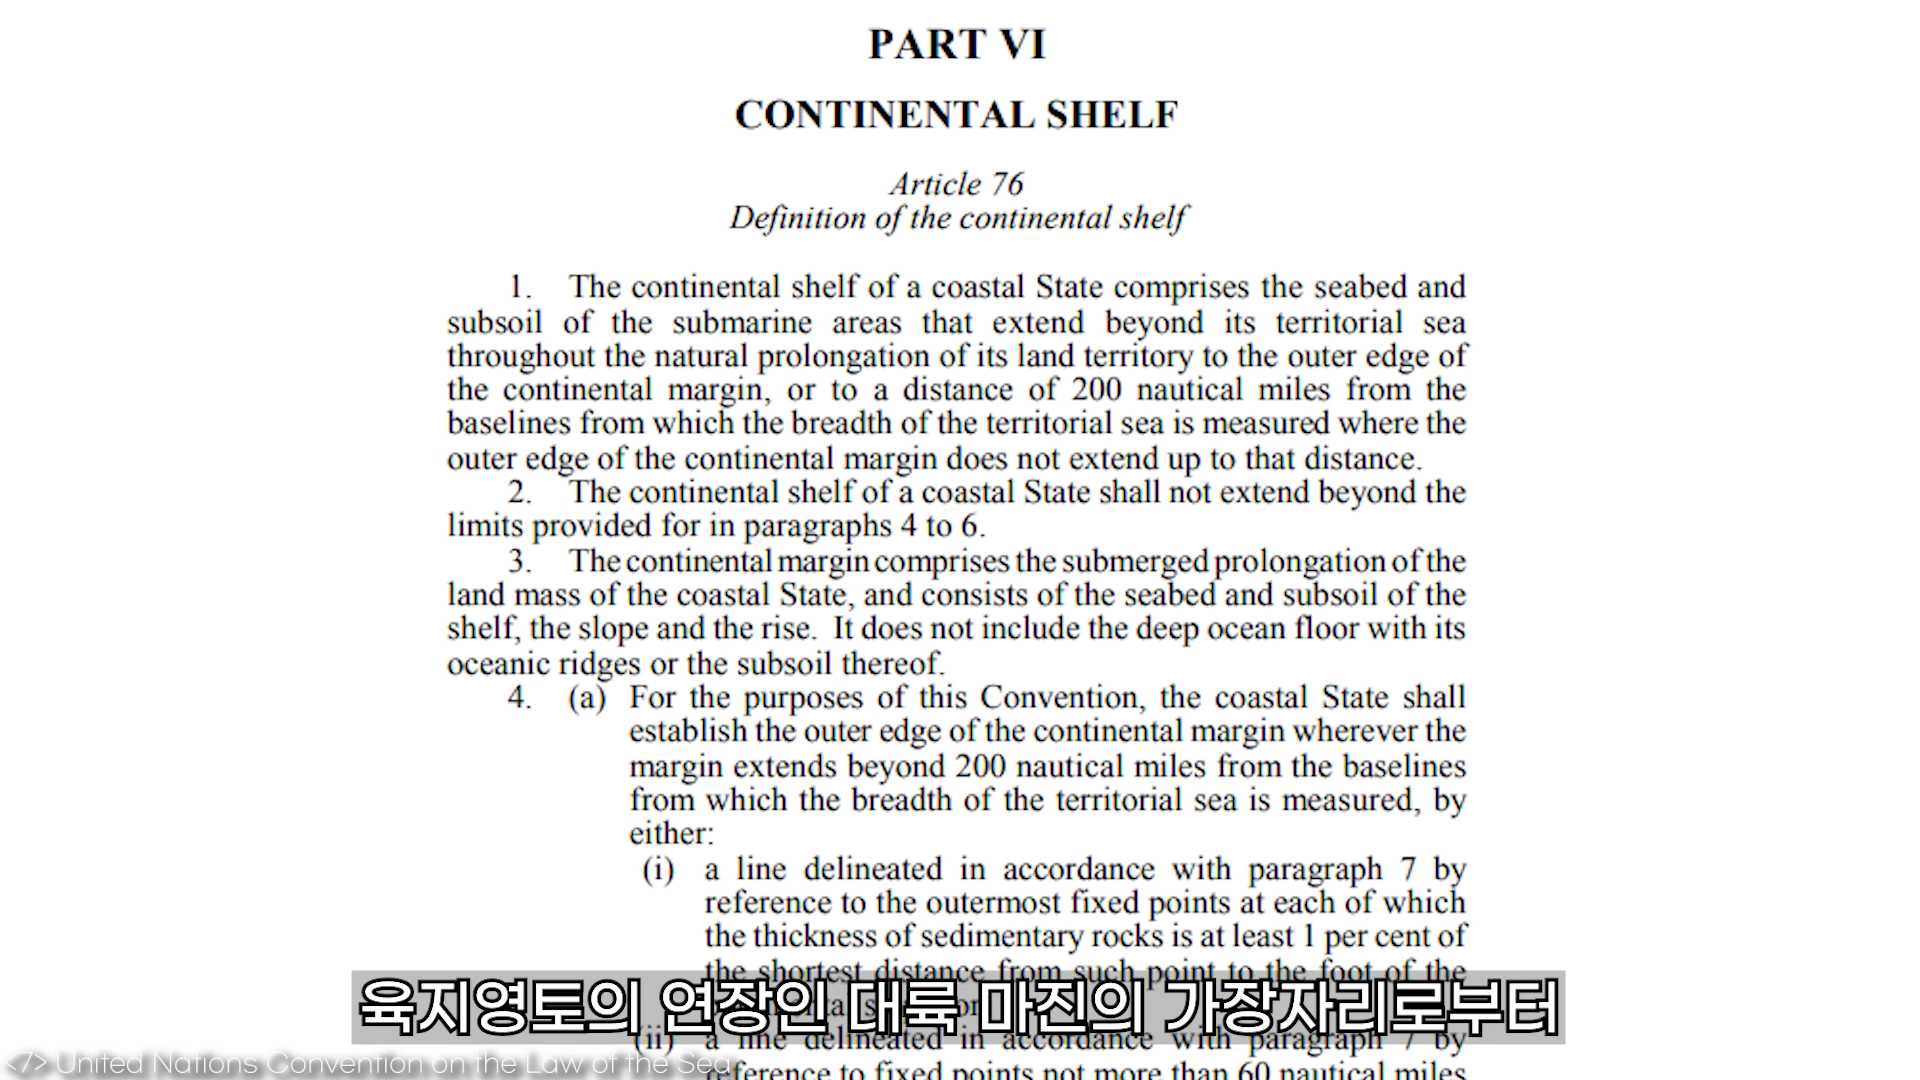 PART VI
CONTINENTAL SHELF
Article 76
Definition of the continental shelf
1. The continental shelf of a coastal State comprises the seabed and
subsoil of the submarine areas that extend beyond its territorial sea
throughout the natural prolongation of its land territory to the outer edge of
the continental margin, or to a distance of 200 nautical miles from the
baselines from which the breadth of the territorial sea is measured where the
outer edge of the continental margin does not extend up to that distance.
2. The continental shelf of a coastal State shall not extend beyond the
limits provided for in paragraphs 4 to 6.
3. The continental margin comprises the submerged prolongation of the
land mass of the coastal State, and consists of the seabed and subsoil of the
shelf, the slope and the rise. It does not include the deep ocean floor with its
oceanic ridges or the subsoil thereof.
4. (a) For the purposes of this Convention, the coastal State shall
establish the outer edge of the continental margin wherever the
margin extends beyond 200 nautical miles from the baselines
from which the breadth of the territorial sea is measured, by
either:
(i) a line delineated in accordance with paragraph 7 by
reference to the outermost fixed points at each of which
the thickness of sedimentary rocks is at least 1 per cent of
the shortest distance from such point to the foot of the
육지영토의 연장인 대륙 마진의 가장자리로부터
(ii) a line delineated in accordance with paragraph 7 by
<7> United Nations Convention on the Law of the Sea
reference to fixed points not more than 60 nautical miles